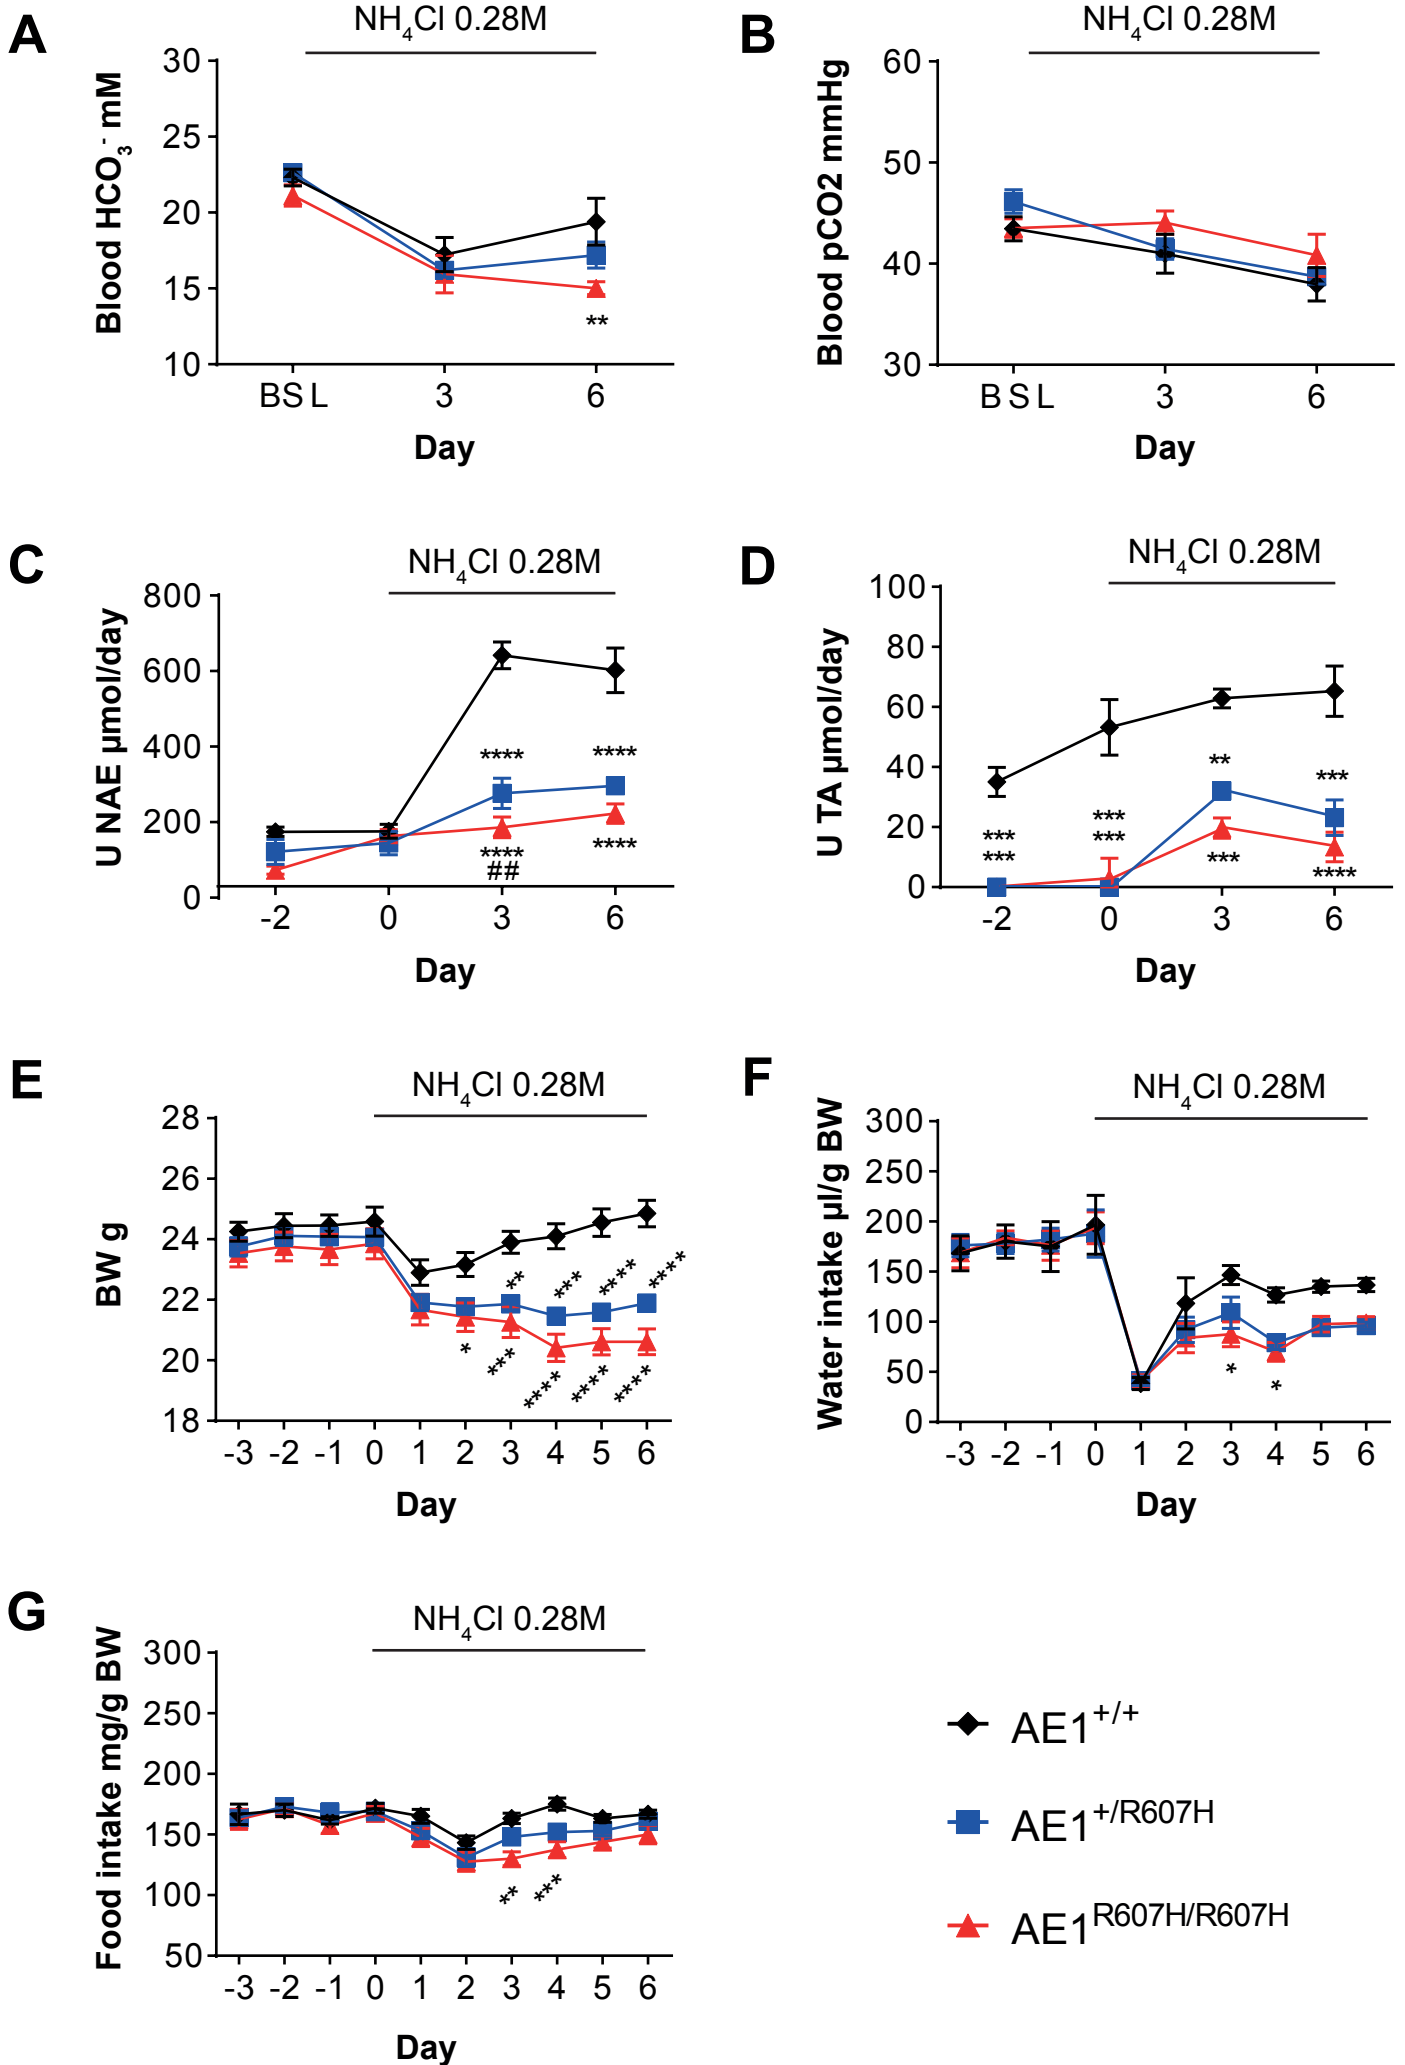 A
NH4Cl 0.28M
Blood HCO3- mM
30
25
20
15
10
**
BSL 3 6
Day
B
NH4Cl 0.28M
Blood pCO2 mmHg
60
50
40
30
BSL 3 6
Day
C
NH4Cl 0.28M
U NAE µmol/day
800
600
400
200
0
**** ****
**** ****
##
-2 0 3 6
Day
D
NH4Cl 0.28M
U TA µmol/day
100
80
60
40
20
0
** ***
*** ***
*** ***
*** ****
-2 0 3 6
Day
E
NH4Cl 0.28M
BW g
28
26
24
22
20
18
** *** **** ****
* *** **** **** ****
-3 -2 -1 0 1 2 3 4 5 6
Day
F
NH4Cl 0.28M
Water intake µl/g BW
300
250
200
150
100
50
0
* *
-3 -2 -1 0 1 2 3 4 5 6
Day
G
NH4Cl 0.28M
Food intake mg/g BW
300
250
200
150
100
50
** ***
-3 -2 -1 0 1 2 3 4 5 6
Day
AE1+/+
AE1+/R607H
AE1R607H/R607H